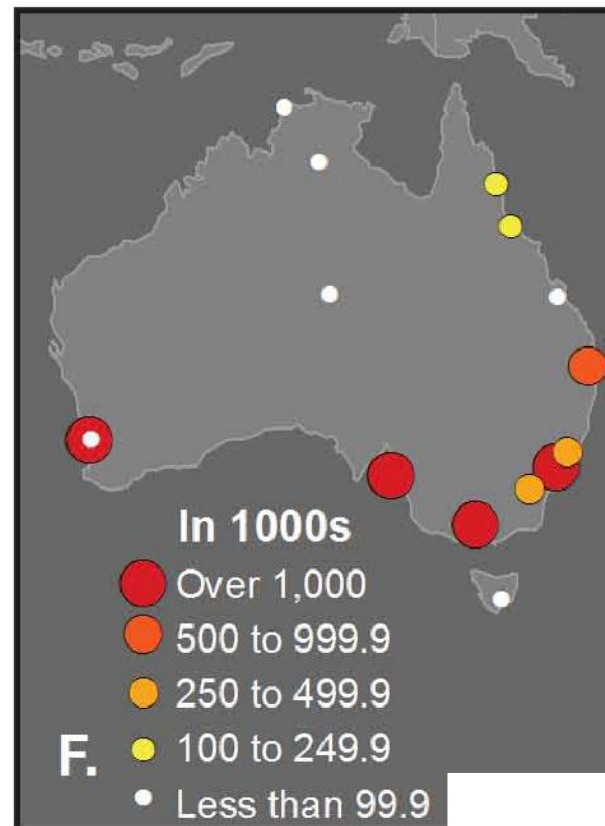 In 1000s
Over 1,000
500 to 999.9
250 to 499.9
100 to 249.9
F.
Less than 99.9